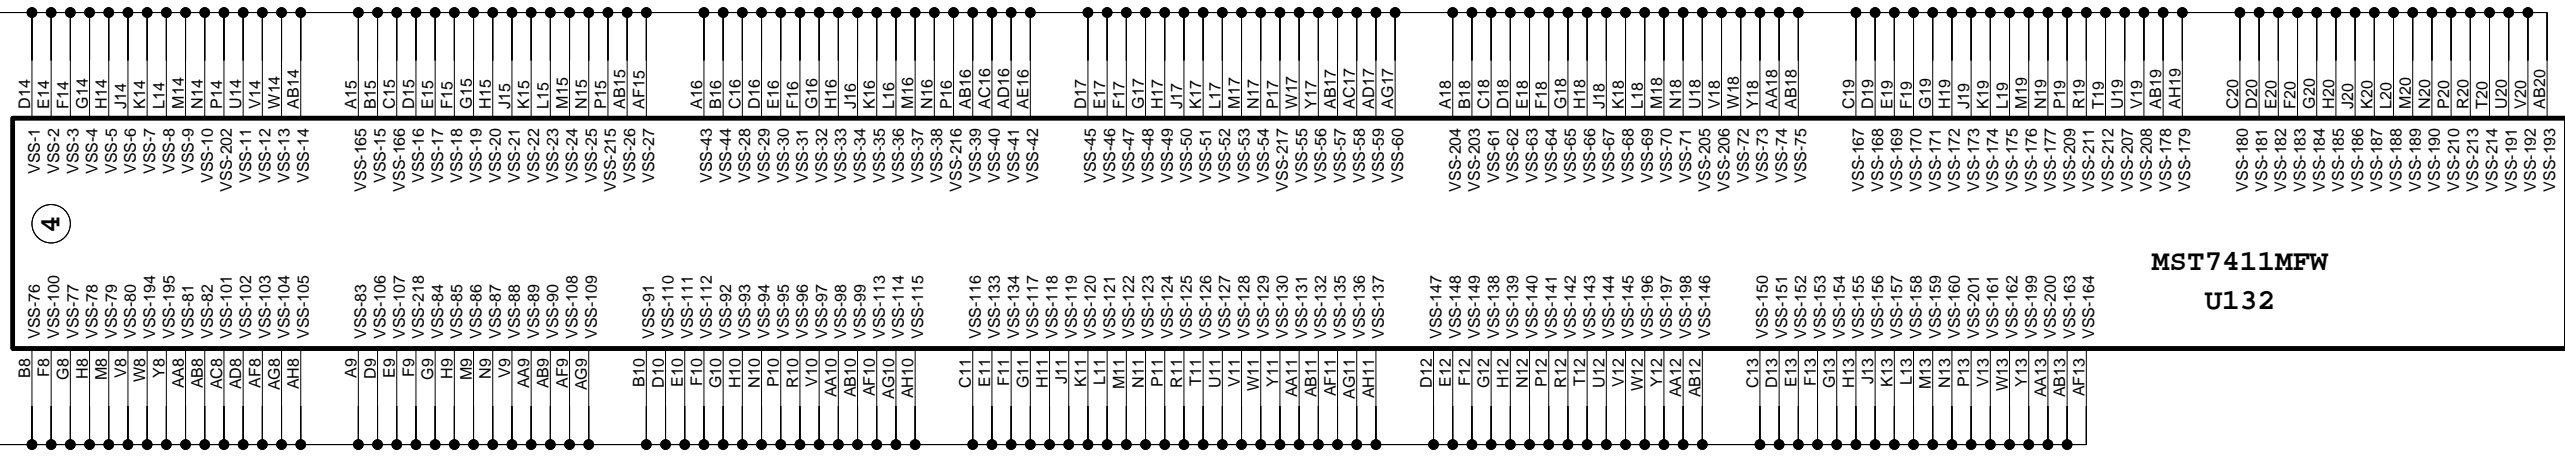 D14 E14 F14 G14 H14 J14 K14 L14 M14 N14 P14 U14 V14 W14 AB14
A15 B15 C15 D15 E15 F15 G15 H15 J15 K15 L15 M15 N15 P15 AB15 AF15
A16 B16 C16 D16 E16 F16 G16 H16 J16 K16 L16 M16 N16 P16 AB16 AC16 AD16 AE16
D17 E17 F17 G17 H17 J17 K17 L17 M17 N17 P17 W17 Y17 AB17 AC17 AD17 AG17
A18 B18 C18 D18 E18 F18 G18 H18 J18 K18 L18 M18 N18 U18 V18 W18 Y18 AA18 AB18
C19 D19 E19 F19 G19 H19 J19 K19 L19 M19 N19 P19 R19 T19 U19 V19 AB19 AH19
C20 D20 E20 F20 G20 H20 J20 K20 L20 M20 N20 P20 R20 T20 U20 V20 AB20
VSS-1 VSS-2 VSS-3 VSS-4 VSS-5 VSS-6 VSS-7 VSS-8 VSS-9 VSS-10 VSS-202 VSS-11 VSS-12 VSS-13 VSS-14
VSS-165 VSS-15 VSS-166 VSS-16 VSS-17 VSS-18 VSS-19 VSS-20 VSS-21 VSS-22 VSS-23 VSS-24 VSS-25 VSS-215 VSS-26 VSS-27
VSS-43 VSS-44 VSS-28 VSS-29 VSS-30 VSS-31 VSS-32 VSS-33 VSS-34 VSS-35 VSS-36 VSS-37 VSS-38 VSS-216 VSS-39 VSS-40 VSS-41 VSS-42
VSS-45 VSS-46 VSS-47 VSS-48 VSS-49 VSS-50 VSS-51 VSS-52 VSS-53 VSS-54 VSS-217 VSS-55 VSS-56 VSS-57 VSS-58 VSS-59 VSS-60
VSS-204 VSS-203 VSS-61 VSS-62 VSS-63 VSS-64 VSS-65 VSS-66 VSS-67 VSS-68 VSS-69 VSS-70 VSS-71 VSS-205 VSS-206 VSS-72 VSS-73 VSS-74 VSS-75
VSS-167 VSS-168 VSS-169 VSS-170 VSS-171 VSS-172 VSS-173 VSS-174 VSS-175 VSS-176 VSS-177 VSS-209 VSS-211 VSS-212 VSS-207 VSS-208 VSS-178 VSS-179
VSS-180 VSS-181 VSS-182 VSS-183 VSS-184 VSS-185 VSS-186 VSS-187 VSS-188 VSS-189 VSS-190 VSS-210 VSS-213 VSS-214 VSS-191 VSS-192 VSS-193
4
MST7411MFW
U132
VSS-76 VSS-100 VSS-77 VSS-78 VSS-79 VSS-80 VSS-194 VSS-195 VSS-81 VSS-82 VSS-101 VSS-102 VSS-103 VSS-104 VSS-105
VSS-83 VSS-106 VSS-107 VSS-218 VSS-84 VSS-85 VSS-86 VSS-87 VSS-88 VSS-89 VSS-90 VSS-108 VSS-109
VSS-91 VSS-110 VSS-111 VSS-112 VSS-92 VSS-93 VSS-94 VSS-95 VSS-96 VSS-97 VSS-98 VSS-99 VSS-113 VSS-114 VSS-115
VSS-116 VSS-133 VSS-134 VSS-117 VSS-118 VSS-119 VSS-120 VSS-121 VSS-122 VSS-123 VSS-124 VSS-125 VSS-126 VSS-127 VSS-128 VSS-129 VSS-130 VSS-131 VSS-132 VSS-135 VSS-136 VSS-137
VSS-147 VSS-148 VSS-149 VSS-138 VSS-139 VSS-140 VSS-141 VSS-142 VSS-143 VSS-144 VSS-145 VSS-196 VSS-197 VSS-198 VSS-146
VSS-150 VSS-151 VSS-152 VSS-153 VSS-154 VSS-155 VSS-156 VSS-157 VSS-158 VSS-159 VSS-160 VSS-201 VSS-161 VSS-162 VSS-199 VSS-200 VSS-163 VSS-164
B8 F8 G8 H8 M8 V8 W8 Y8 AA8 AB8 AC8 AD8 AF8 AG8 AH8
A9 D9 E9 F9 G9 H9 M9 N9 V9 AA9 AB9 AF9 AG9
B10 D10 E10 F10 G10 H10 N10 P10 R10 V10 AA10 AB10 AF10 AG10 AH10
C11 E11 F11 G11 H11 J11 K11 L11 M11 N11 P11 R11 T11 U11 V11 W11 Y11 AA11 AB11 AF11 AG11 AH11
D12 E12 F12 G12 H12 N12 P12 R12 T12 U12 V12 W12 Y12 AA12 AB12
C13 D13 E13 F13 G13 H13 J13 K13 L13 M13 N13 P13 V13 W13 Y13 AA13 AB13 AF13